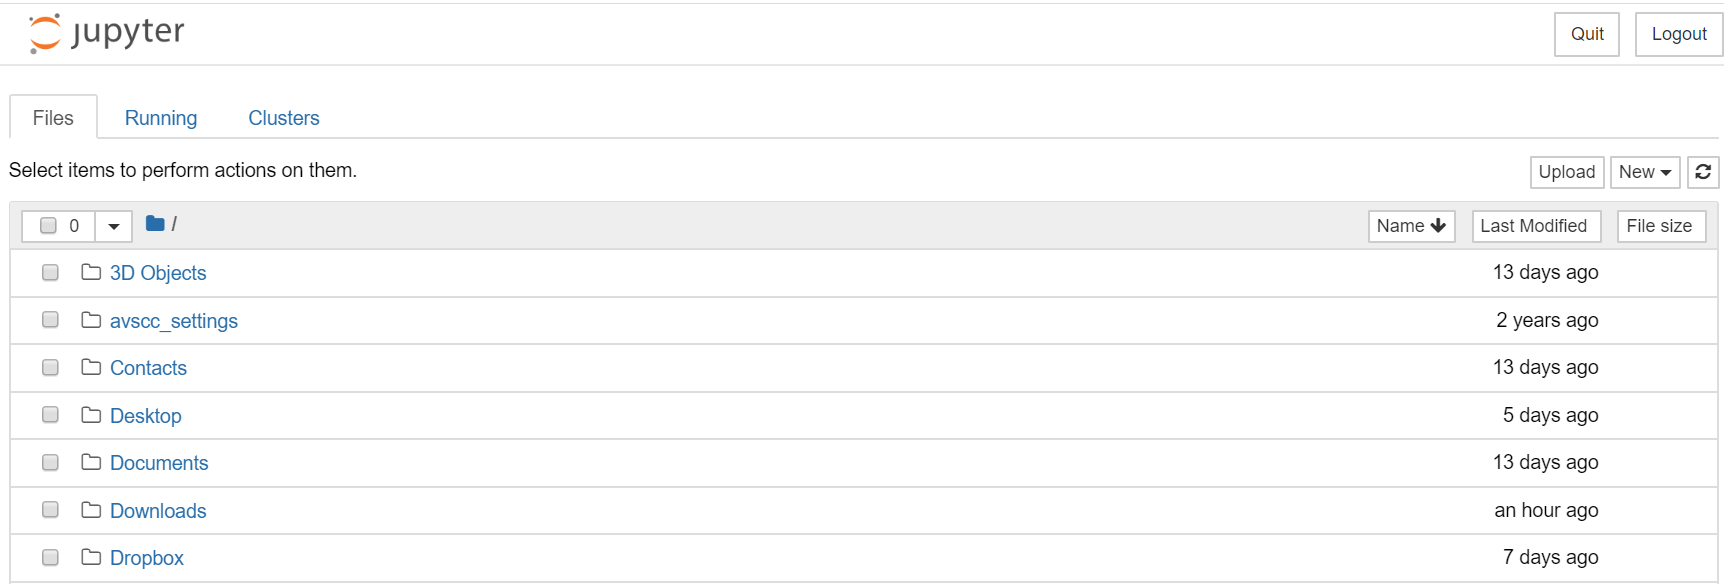 jupyter Quit Logout
Files Running Clusters
Select items to perform actions on them. Upload New
0 / Name Last Modified File size
3D Objects 13 days ago
avscc_settings 2 years ago
Contacts 13 days ago
Desktop 5 days ago
Documents 13 days ago
Downloads an hour ago
Dropbox 7 days ago